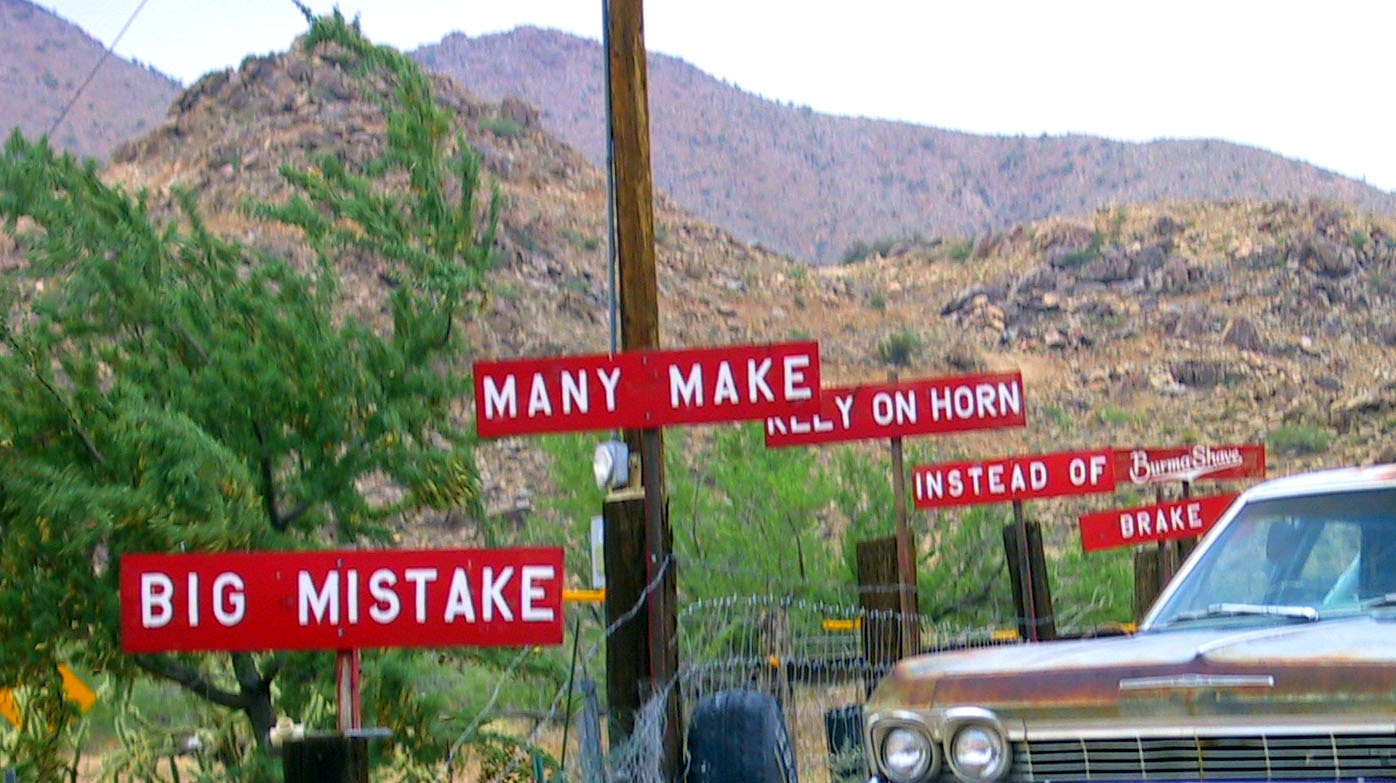 BIG MISTAKE
MANY MAKE
RELY ON HORN
INSTEAD OF
BRAKE
Burma-Shave